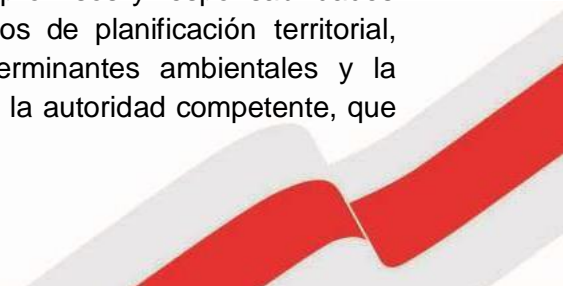 os de planificación territorial,
erminantes ambientales y la
la autoridad competente, que